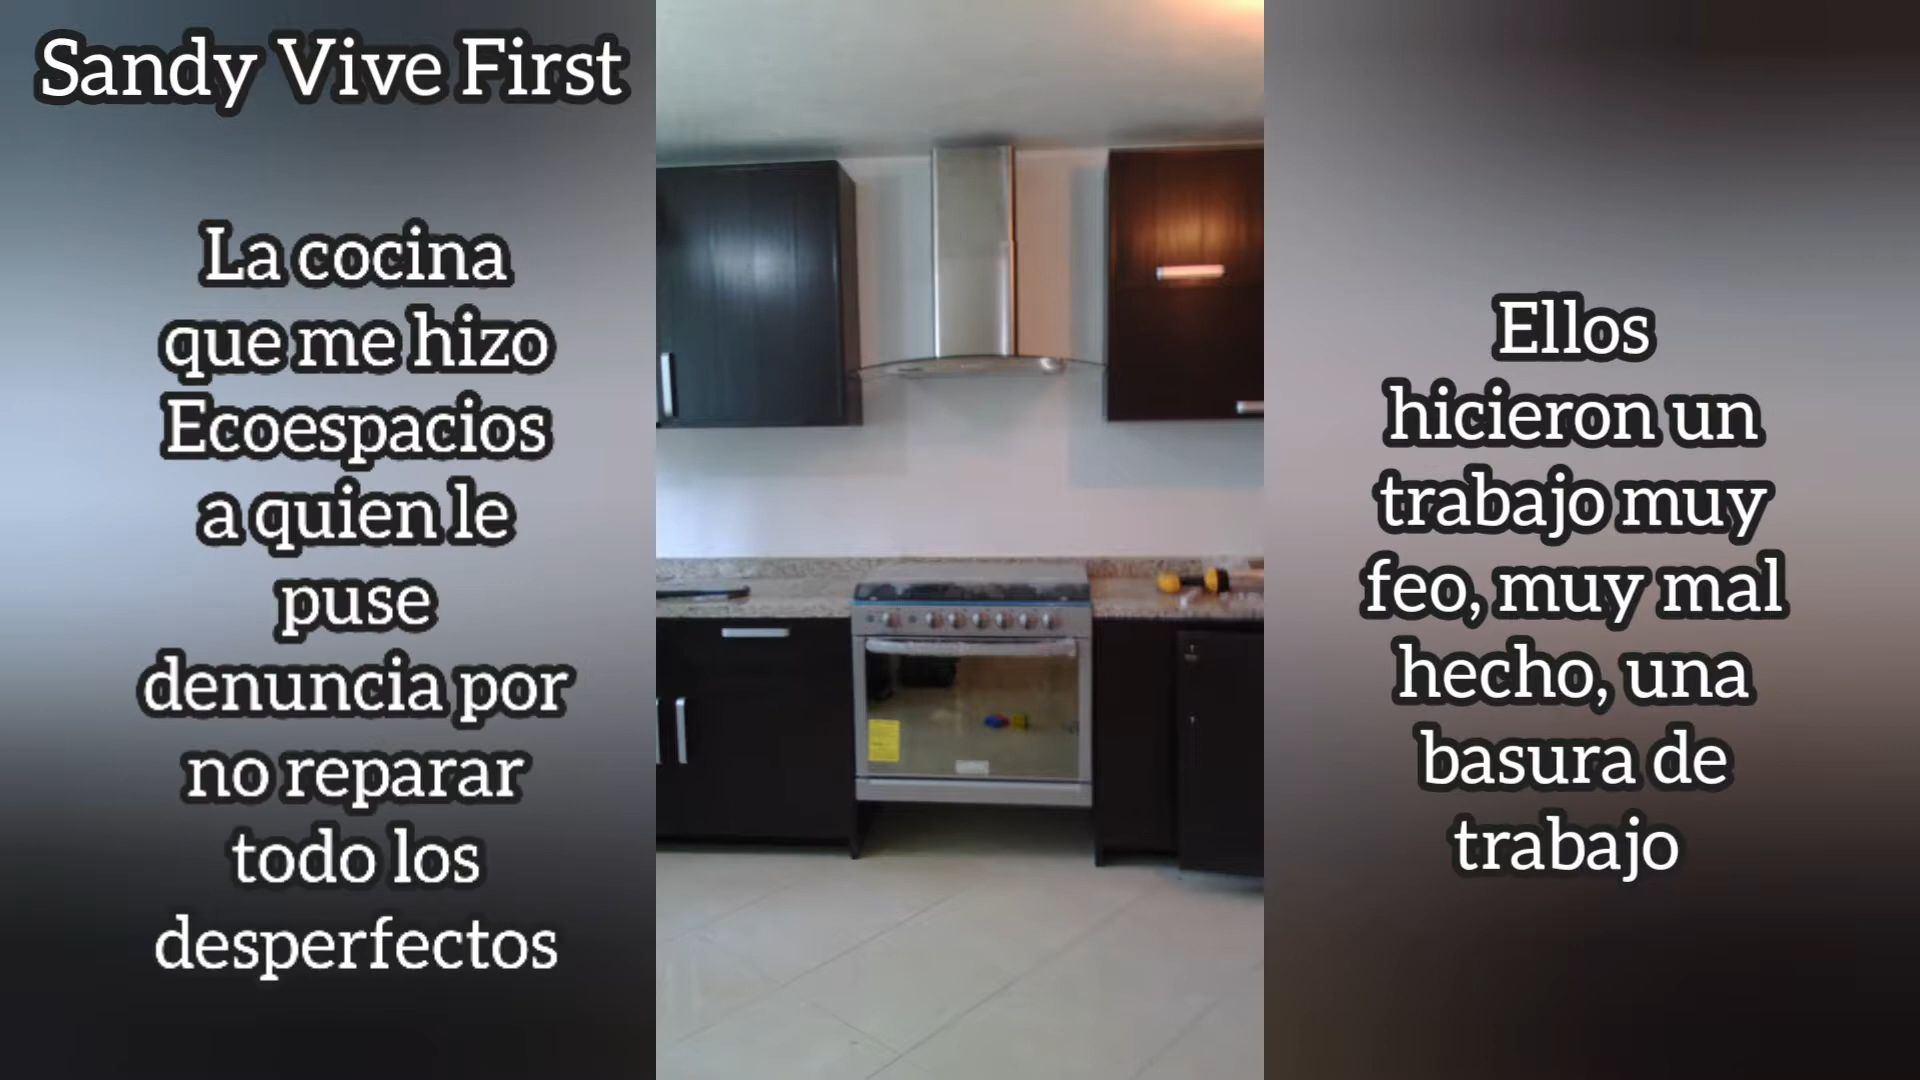 Sandy Vive First
La cocina
que me hizo
Ecoespacios
a quien le
puse
denuncia por
no reparar
todo los
desperfectos
Ellos
hicieron un
trabajo muy
feo, muy mal
hecho, una
basura de
trabajo